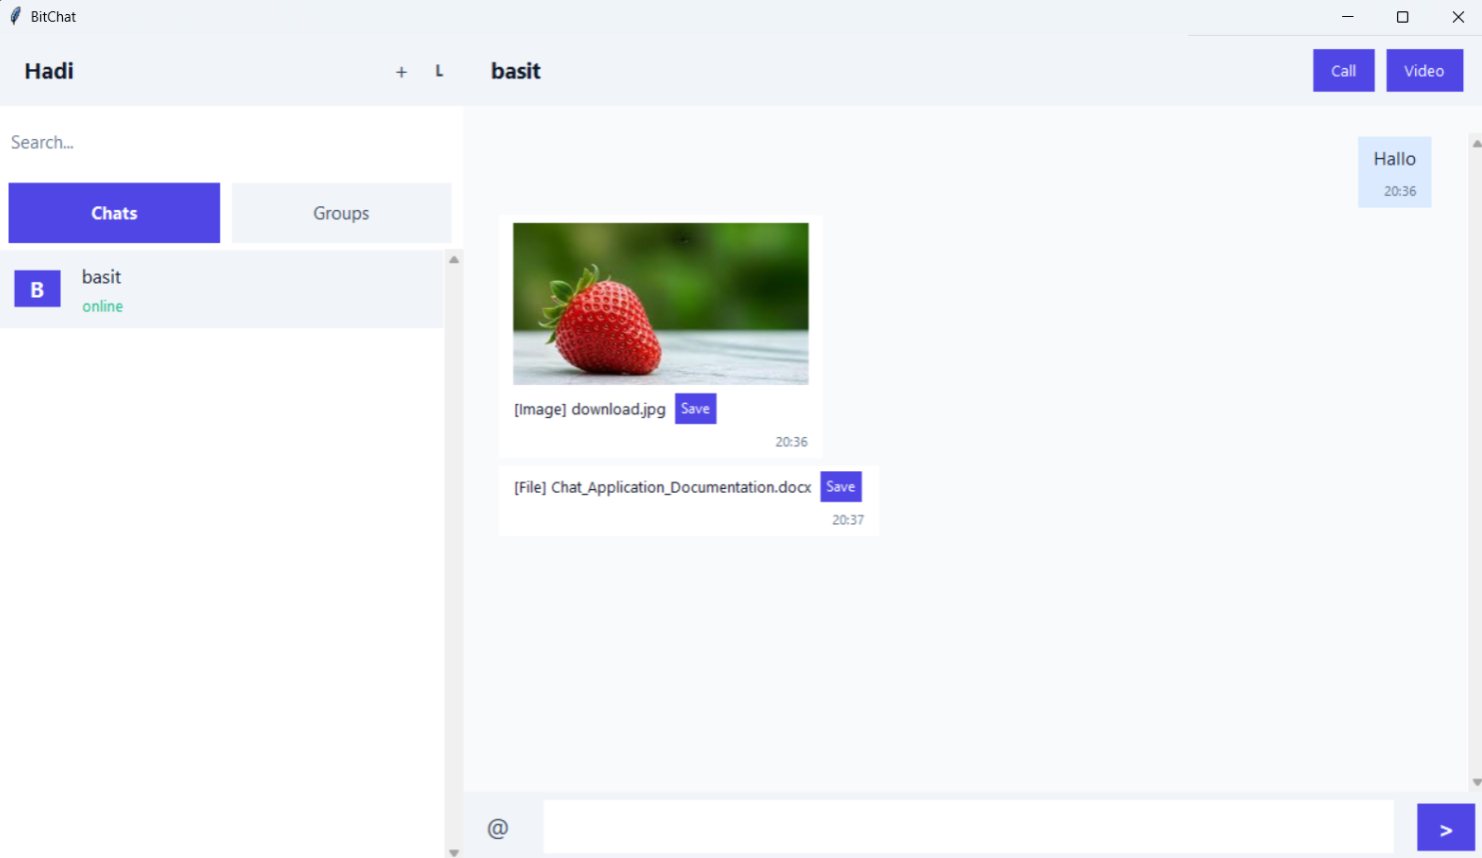 BitChat
Hadi
+ L
basit
Call Video
Search...
Chats Groups
B
basit
online
Hallo
20:36
[Image] download.jpg Save
20:36
[File] Chat_Application_Documentation.docx Save
20:37
@
>